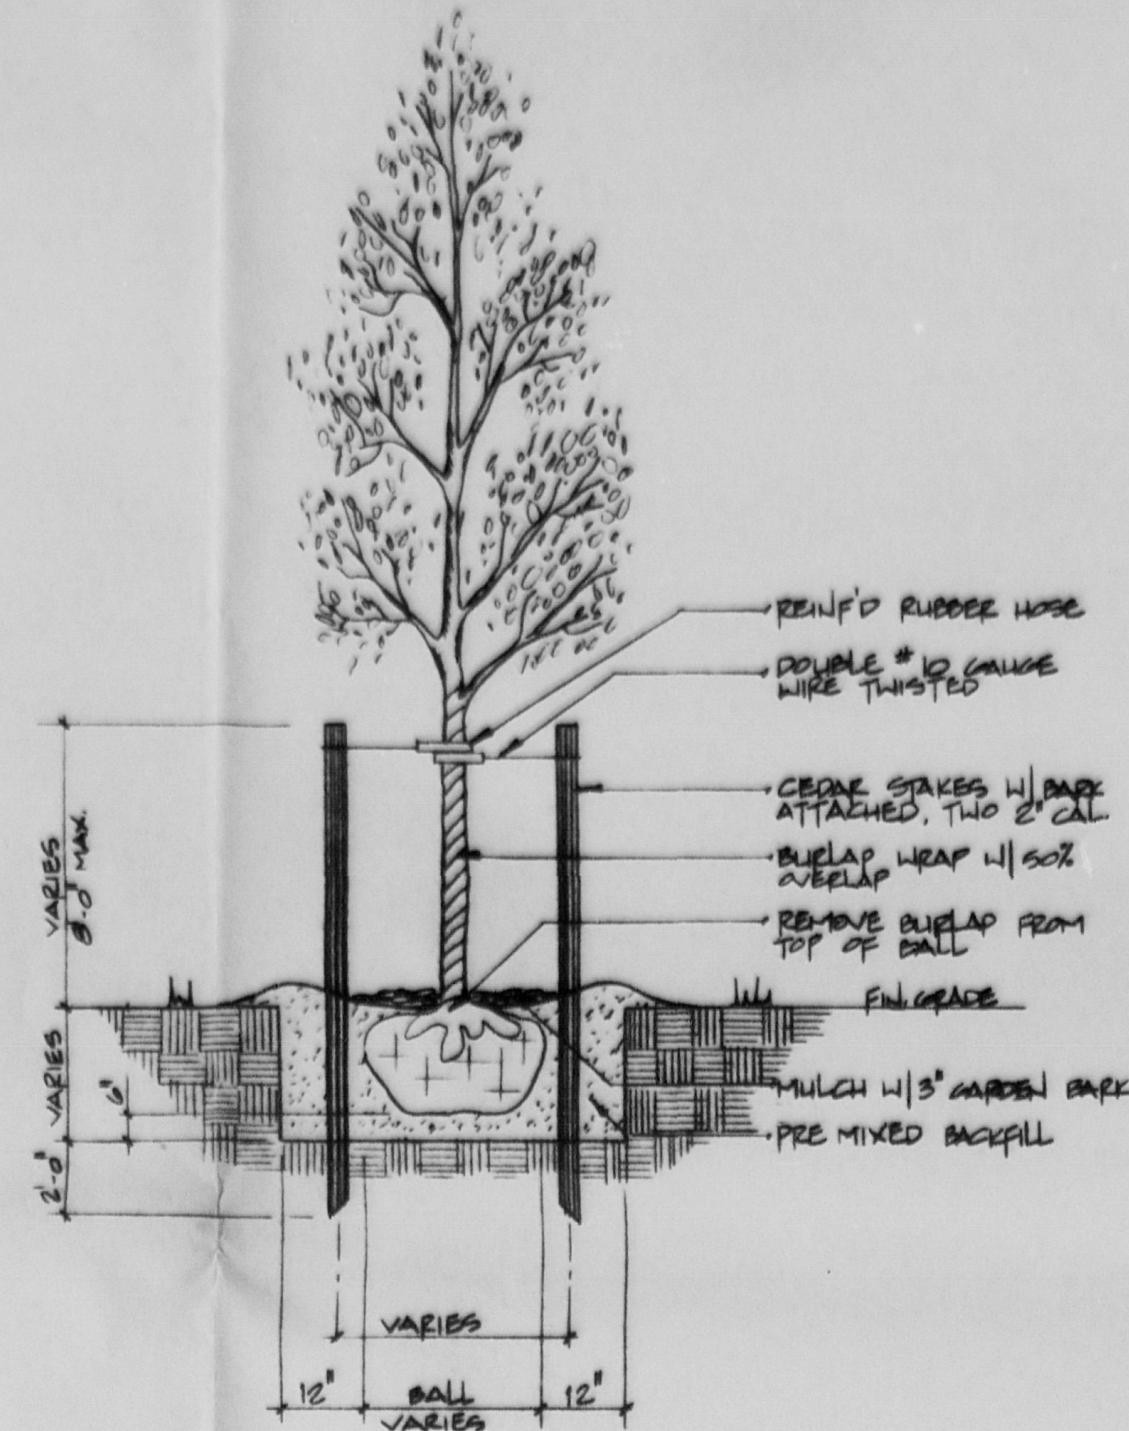 REINF'D RUBBER HOSE
DOUBLE #10 GAUGE
WIRE TWISTED
CEDAR STAKES W/ BARK
ATTACHED, TWO 2" CAL.
BURLAP WRAP W/ 50%
OVERLAP
REMOVE BURLAP FROM
TOP OF BALL
FIN. GRADE
MULCH W/ 3" GARDEN BARK
PRE MIXED BACKFILL
VARIES
8'-0" MAX.
VARIES
6"
2'-0"
VARIES
12"
BALL
VARIES
12"